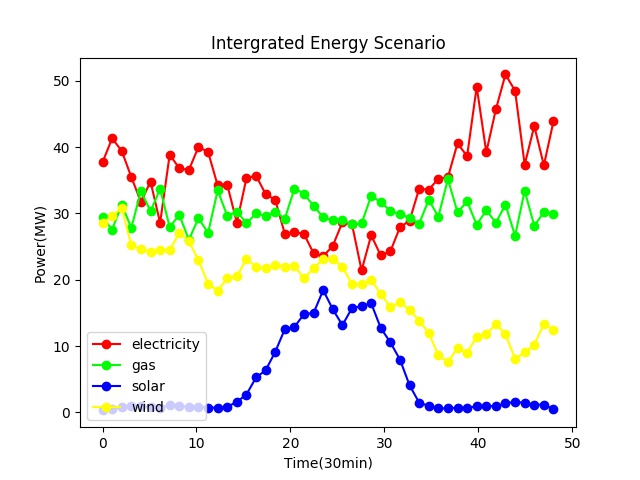 Intergrated Energy Scenario
Power(MW)
50
40
30
20
10
0
electricity
gas
solar
wind
0 10 20 30 40 50
Time(30min)